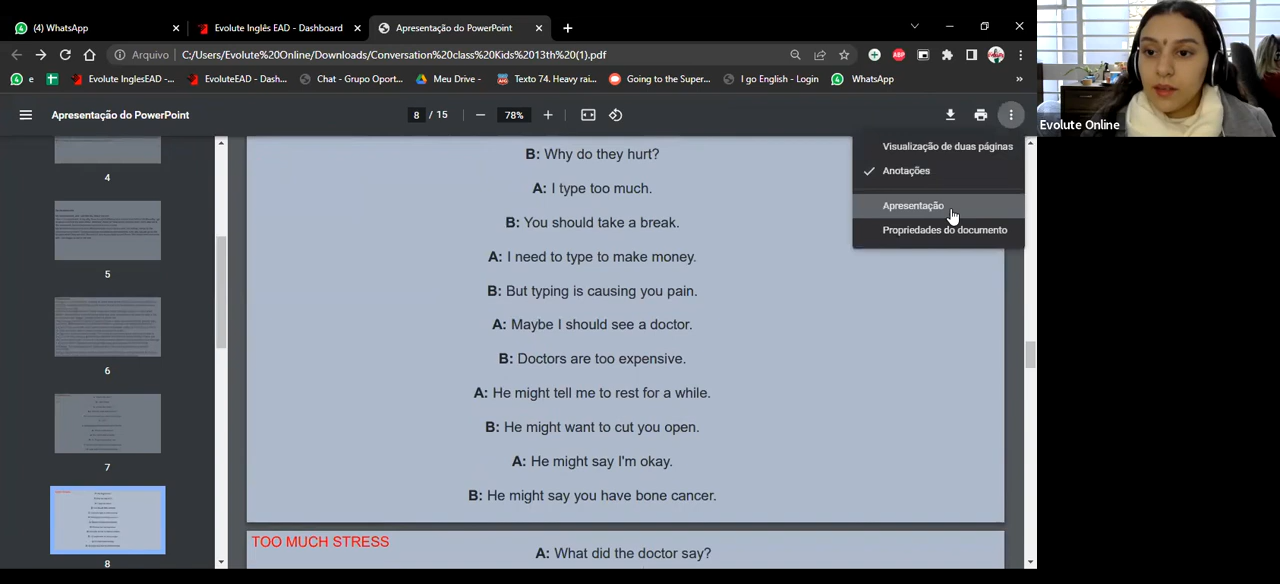 (4) WhatsApp
Evolute Inglês EAD - Dashboard
Apresentação do PowerPoint
Arquivo
C:/Users/Evolute%20Online/Downloads/Conversation%20class%20Kids%2013th%20(1).pdf
e
Evolute InglesEAD -...
EvoluteEAD - Dash...
Chat - Grupo Oport...
Meu Drive -
Texto 74. Heavy rai...
Going to the Super...
I go English - Login
WhatsApp
»
Apresentação do PowerPoint
8 / 15
78%
Evolute Online
Visualização de duas páginas
Anotações
Apresentação
Propriedades do documento
4
5
6
7
8
B: Why do they hurt?
A: I type too much.
B: You should take a break.
A: I need to type to make money.
B: But typing is causing you pain.
A: Maybe I should see a doctor.
B: Doctors are too expensive.
A: He might tell me to rest for a while.
B: He might want to cut you open.
A: He might say I'm okay.
B: He might say you have bone cancer.
TOO MUCH STRESS
A: What did the doctor say?